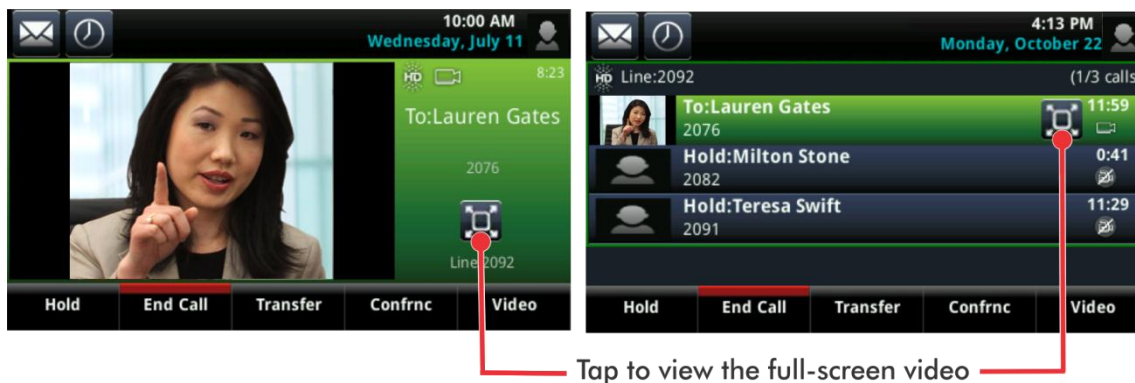 10:00 AM
Wednesday, July 11
HD
8:23
To:Lauren Gates
2076
Line:2092
Hold
End Call
Transfer
Confrnc
Video
4:13 PM
Monday, October 22
HD Line:2092 (1/3 calls
To:Lauren Gates 11:59
2076
Hold:Milton Stone 0:41
2082
Hold:Teresa Swift 11:29
2091
Hold
End Call
Transfer
Confrnc
Video
Tap to view the full-screen video